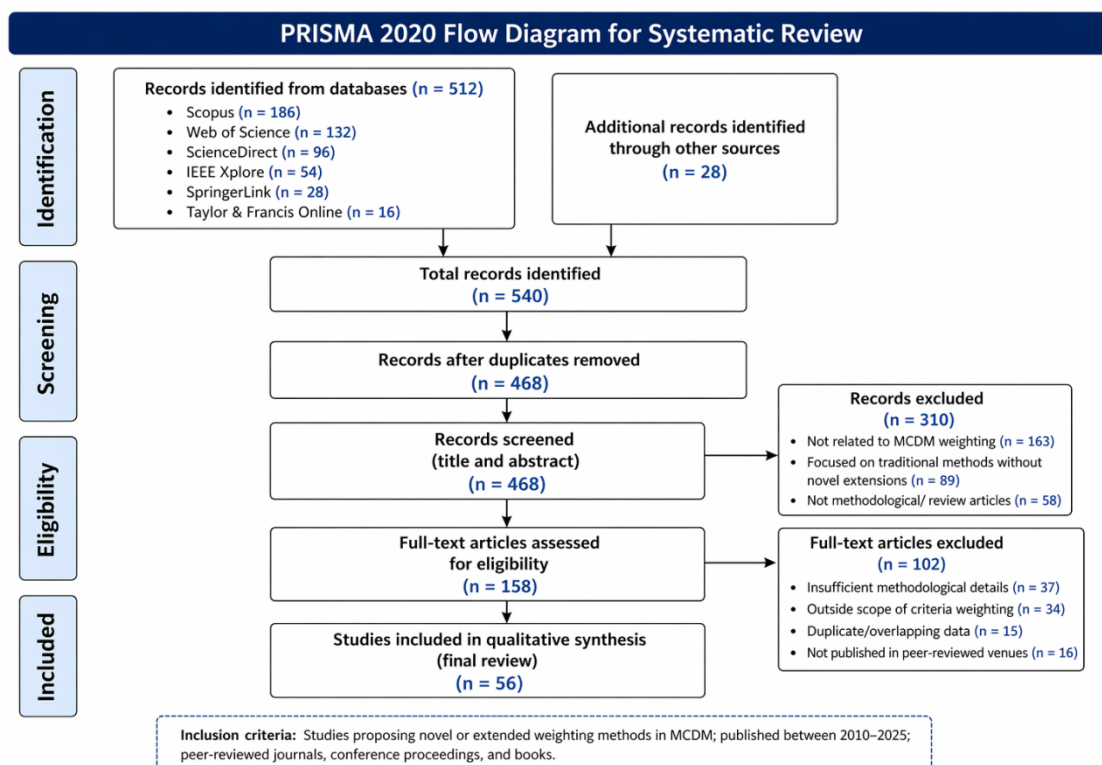 PRISMA 2020 Flow Diagram for Systematic Review
Identification
Records identified from databases (n = 512)
• Scopus (n = 186)
• Web of Science (n = 132)
• ScienceDirect (n = 96)
• IEEE Xplore (n = 54)
• SpringerLink (n = 28)
• Taylor & Francis Online (n = 16)
Additional records identified
through other sources
(n = 28)
Screening
Total records identified
(n = 540)
Records after duplicates removed
(n = 468)
Eligibility
Records screened
(title and abstract)
(n = 468)
Records excluded
(n = 310)
• Not related to MCDM weighting (n = 163)
• Focused on traditional methods without
novel extensions (n = 89)
• Not methodological/ review articles (n = 58)
Full-text articles assessed
for eligibility
(n = 158)
Full-text articles excluded
(n = 102)
• Insufficient methodological details (n = 37)
• Outside scope of criteria weighting (n = 34)
• Duplicate/overlapping data (n = 15)
• Not published in peer-reviewed venues (n = 16)
Included
Studies included in qualitative synthesis
(final review)
(n = 56)
Inclusion criteria: Studies proposing novel or extended weighting methods in MCDM; published between 2010–2025;
peer-reviewed journals, conference proceedings, and books.